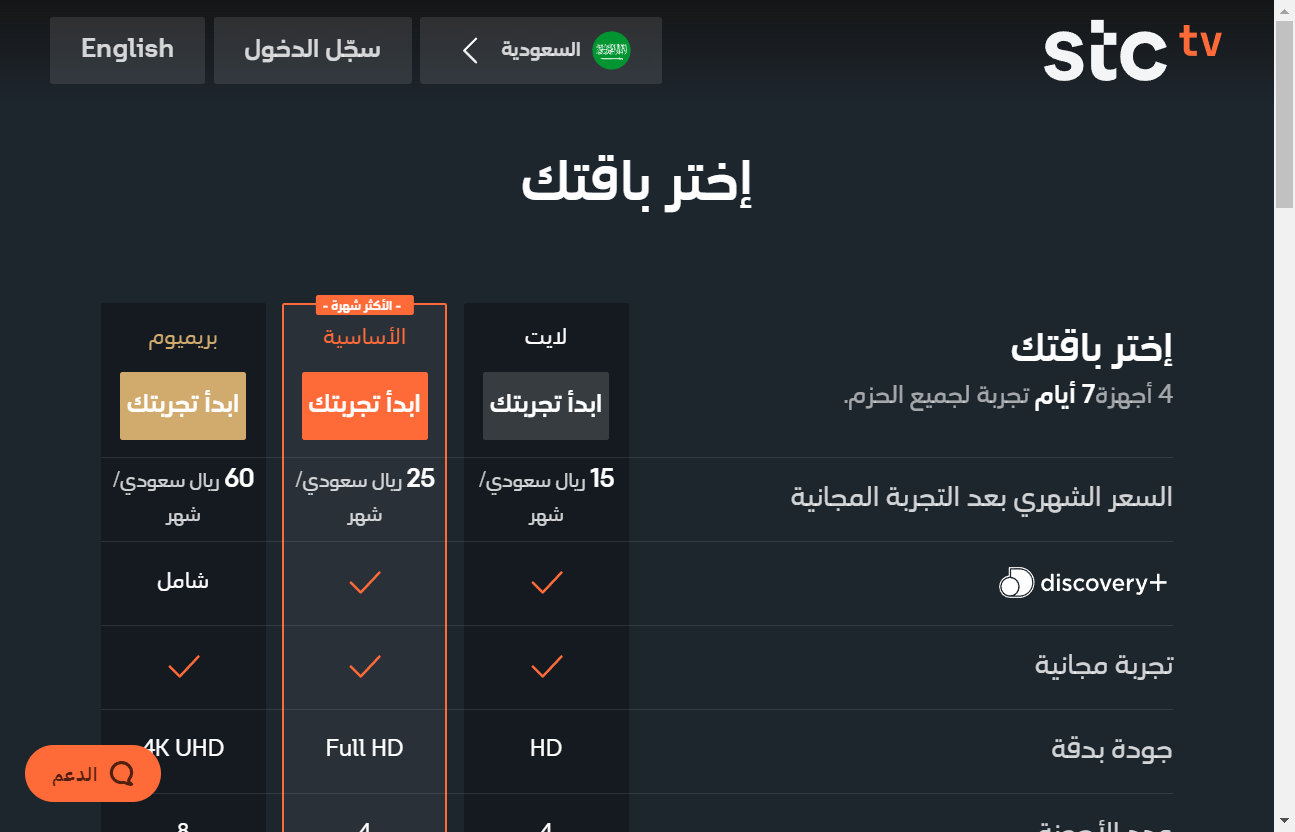 stc tv
السعودية
سجّل الدخول
English
إختر باقتك
إختر باقتك
4 أجهزة7 أيام تجربة لجميع الحزم.
لايت
ابدأ تجربتك
- الأكثر شهرة -
الأساسية
ابدأ تجربتك
بريميوم
ابدأ تجربتك
السعر الشهري بعد التجربة المجانية
15 ريال سعودي/
شهر
25 ريال سعودي/
شهر
60 ريال سعودي/
شهر
discovery+
شامل
تجربة مجانية
جودة بدقة
HD
Full HD
4K UHD
4
4
8
الدعم